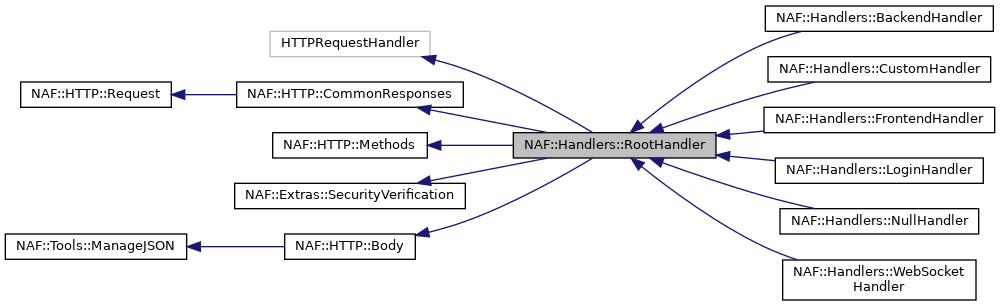 NAF::Handlers::BackendHandler
HTTPRequestHandler
NAF::Handlers::CustomHandler
NAF::HTTP::Request
NAF::HTTP::CommonResponses
NAF::Handlers::FrontendHandler
NAF::HTTP::Methods
NAF::Handlers::RootHandler
NAF::Handlers::LoginHandler
NAF::Extras::SecurityVerification
NAF::Handlers::NullHandler
NAF::Tools::ManageJSON
NAF::HTTP::Body
NAF::Handlers::WebSocket
Handler